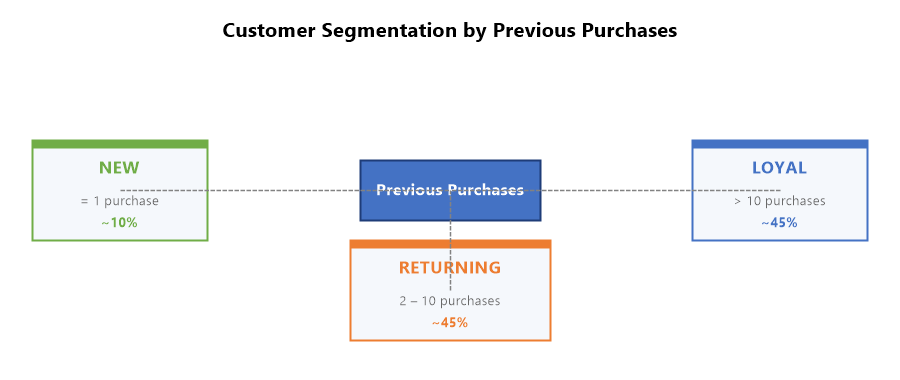 Customer Segmentation by Previous Purchases
NEW
= 1 purchase
~10%
Previous Purchases
LOYAL
> 10 purchases
~45%
RETURNING
2 – 10 purchases
~45%